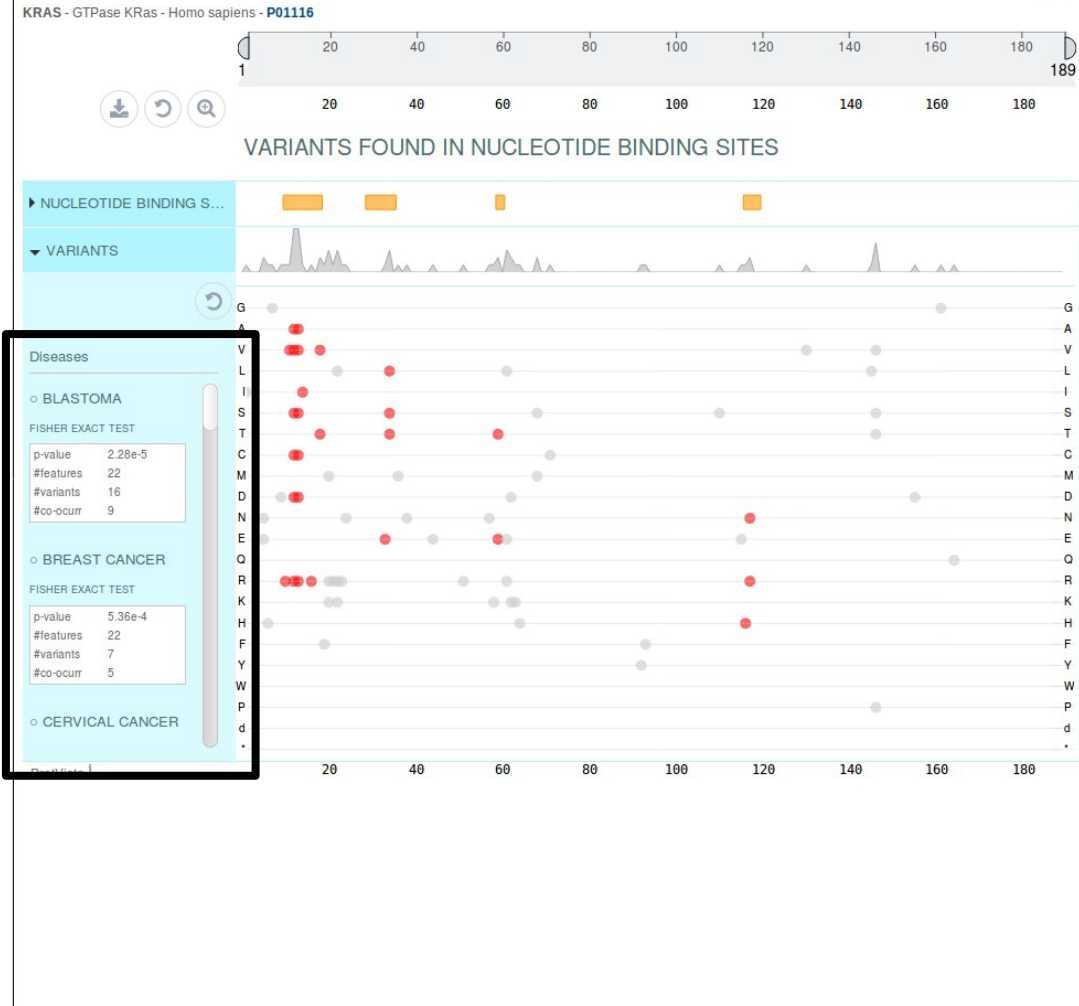 KRAS - GTPase KRas - Homo sapiens - P01116
20 40 60 80 100 120 140 160 180
1 189
20 40 60 80 100 120 140 160 180
VARIANTS FOUND IN NUCLEOTIDE BINDING SITES
NUCLEOTIDE BINDING S...
VARIANTS
G G
A A
V V
L L
I I
S S
T T
C C
M M
D D
N N
E E
Q Q
R R
K K
H H
F F
Y Y
W W
P P
d d
* *
Diseases
BLASTOMA
FISHER EXACT TEST
p-value 2.28e-5
#features 22
#variants 16
#co-ocurr 9
BREAST CANCER
FISHER EXACT TEST
p-value 5.36e-4
#features 22
#variants 7
#co-ocurr 5
CERVICAL CANCER
20 40 60 80 100 120 140 160 180